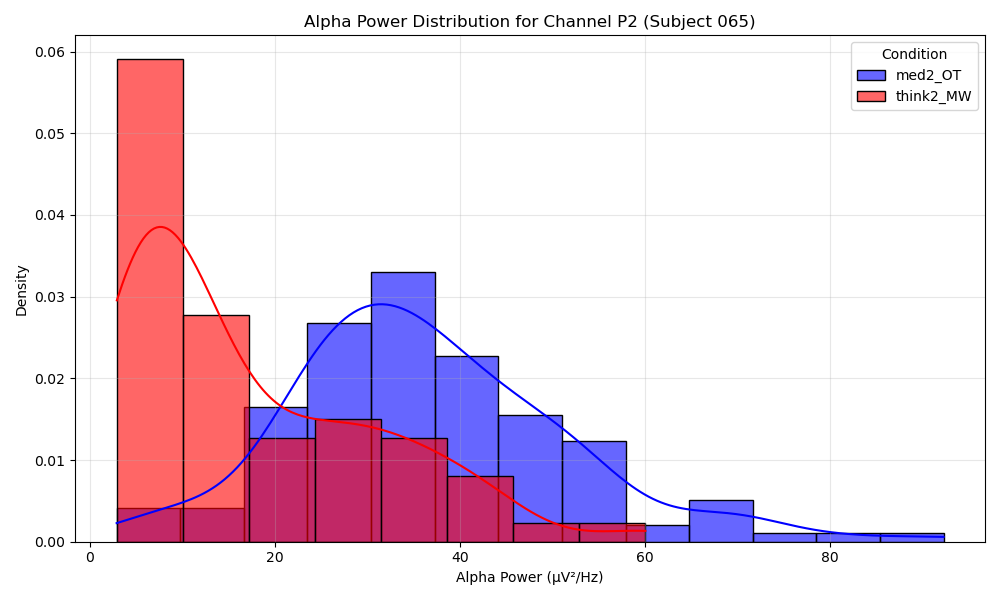 Alpha Power Distribution for Channel P2 (Subject 065)
Condition
med2_OT
think2_MW
Density
0.06
0.05
0.04
0.03
0.02
0.01
0.00
0
20
40
60
80
Alpha Power (μV²/Hz)